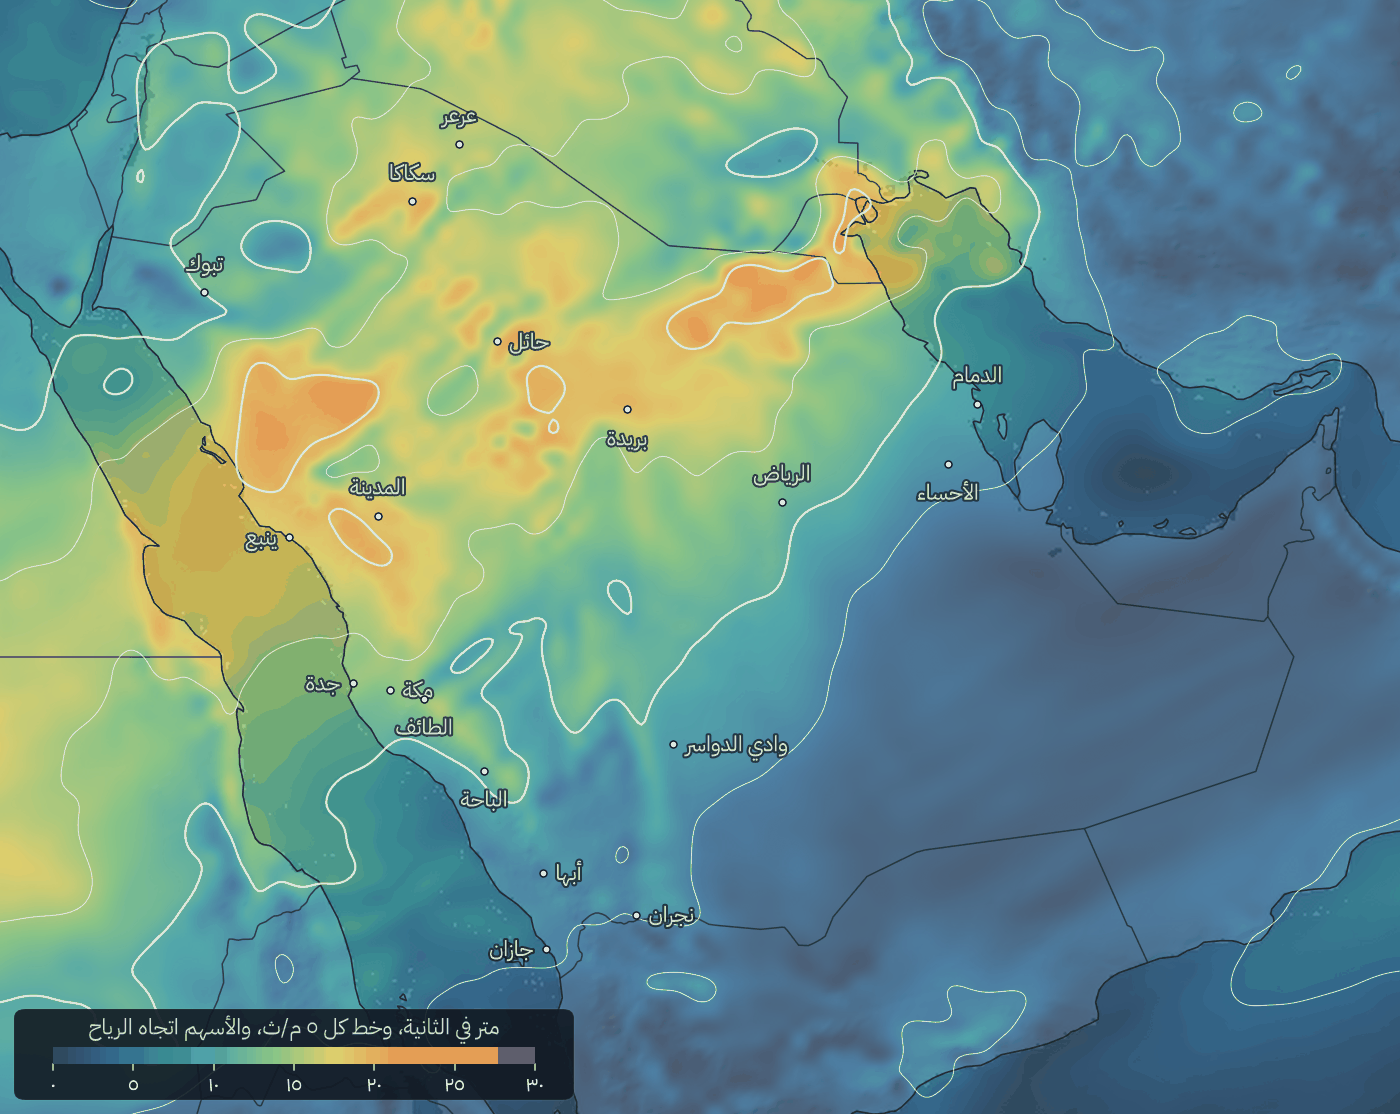 عرعر
سكاكا
تبوك
حائل
الدمام
بريدة
الرياض
المدينة
الأحساء
ينبع
جدة
مكة
الطائف
وادي الدواسر
الباحة
أبها
نجران
جازان
متر في الثانية، وخط كل ٥ م/ث، والأسهم اتجاه الرياح
٠ ٥ ١٠ ١٥ ٢٠ ٢٥ ٣٠